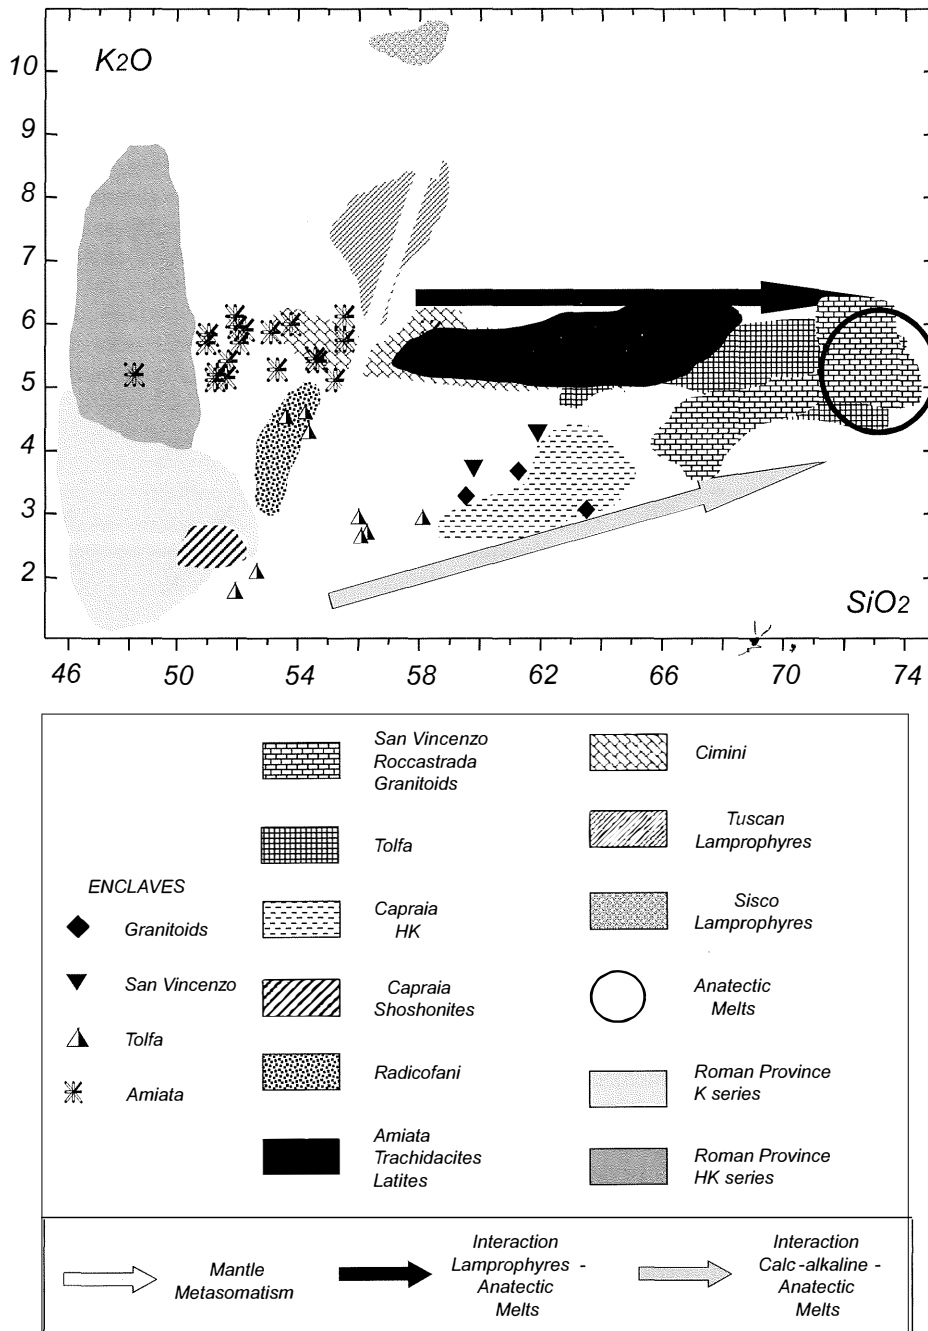 K2O
10
9
8
7
6
5
4
3
2
SiO2
46 50 54 58 62 66 70 74
San Vincenzo
Roccastrada
Granitoids
Tolfa
Capraia
HK
Capraia
Shoshonites
Radicofani
Amiata
Trachidacites
Latites
ENCLAVES
Granitoids
San Vincenzo
Tolfa
Amiata
Cimini
Tuscan
Lamprophyres
Sisco
Lamprophyres
Anatectic
Melts
Roman Province
K series
Roman Province
HK series
Mantle
Metasomatism
Interaction
Lamprophyres -
Anatectic
Melts
Interaction
Calc-alkaline -
Anatectic
Melts